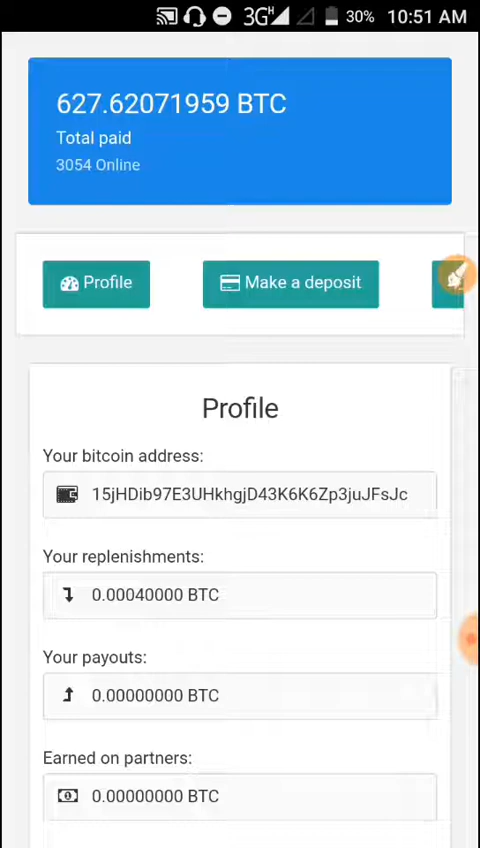 3G H 30% 10:51 AM
627.62071959 BTC
Total paid
3054 Online
Profile
Make a deposit
Profile
Your bitcoin address:
15jHDib97E3UHkhgjD43K6K6Zp3juJFsJc
Your replenishments:
0.00040000 BTC
Your payouts:
0.00000000 BTC
Earned on partners:
0.00000000 BTC